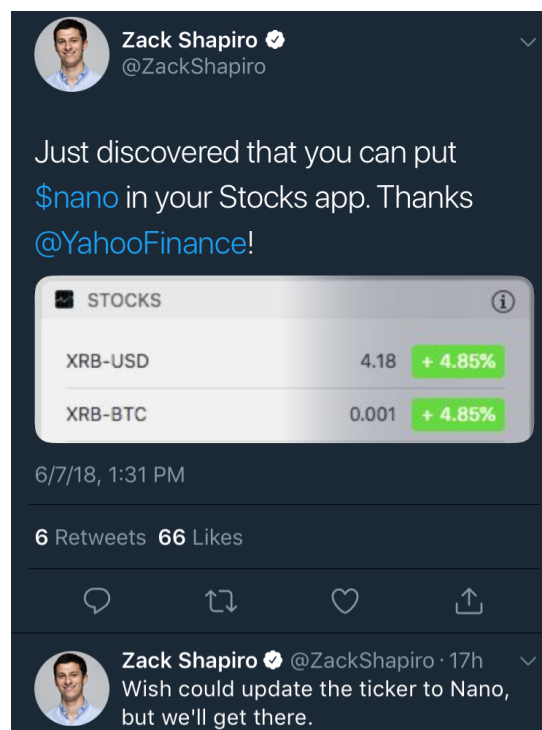 Zack Shapiro
@ZackShapiro
Just discovered that you can put
$nano in your Stocks app. Thanks
@YahooFinance!
STOCKS
XRB-USD 4.18 + 4.85%
XRB-BTC 0.001 + 4.85%
6/7/18, 1:31 PM
6 Retweets 66 Likes
Zack Shapiro @ZackShapiro · 17h
Wish could update the ticker to Nano,
but we'll get there.